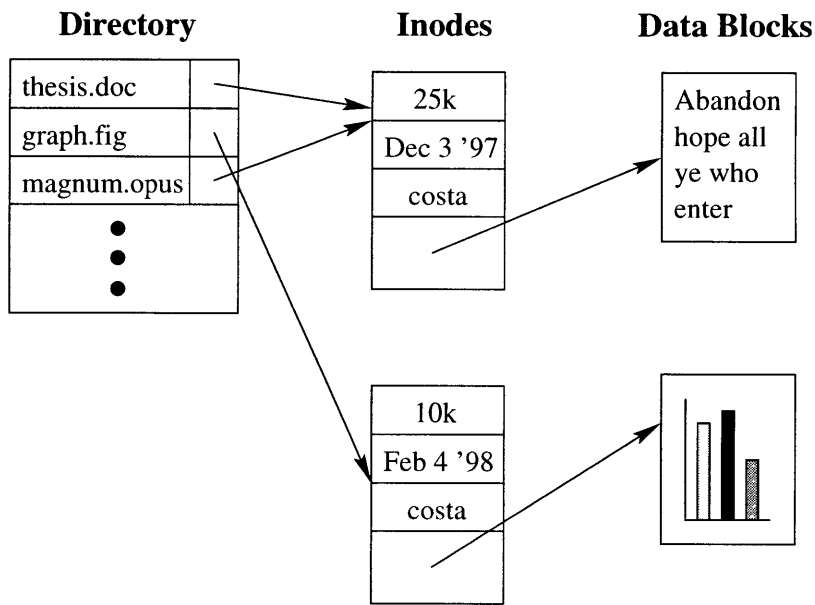 Directory
thesis.doc
graph.fig
magnum.opus
Inodes
25k
Dec 3 '97
costa
10k
Feb 4 '98
costa
Data Blocks
Abandon
hope all
ye who
enter